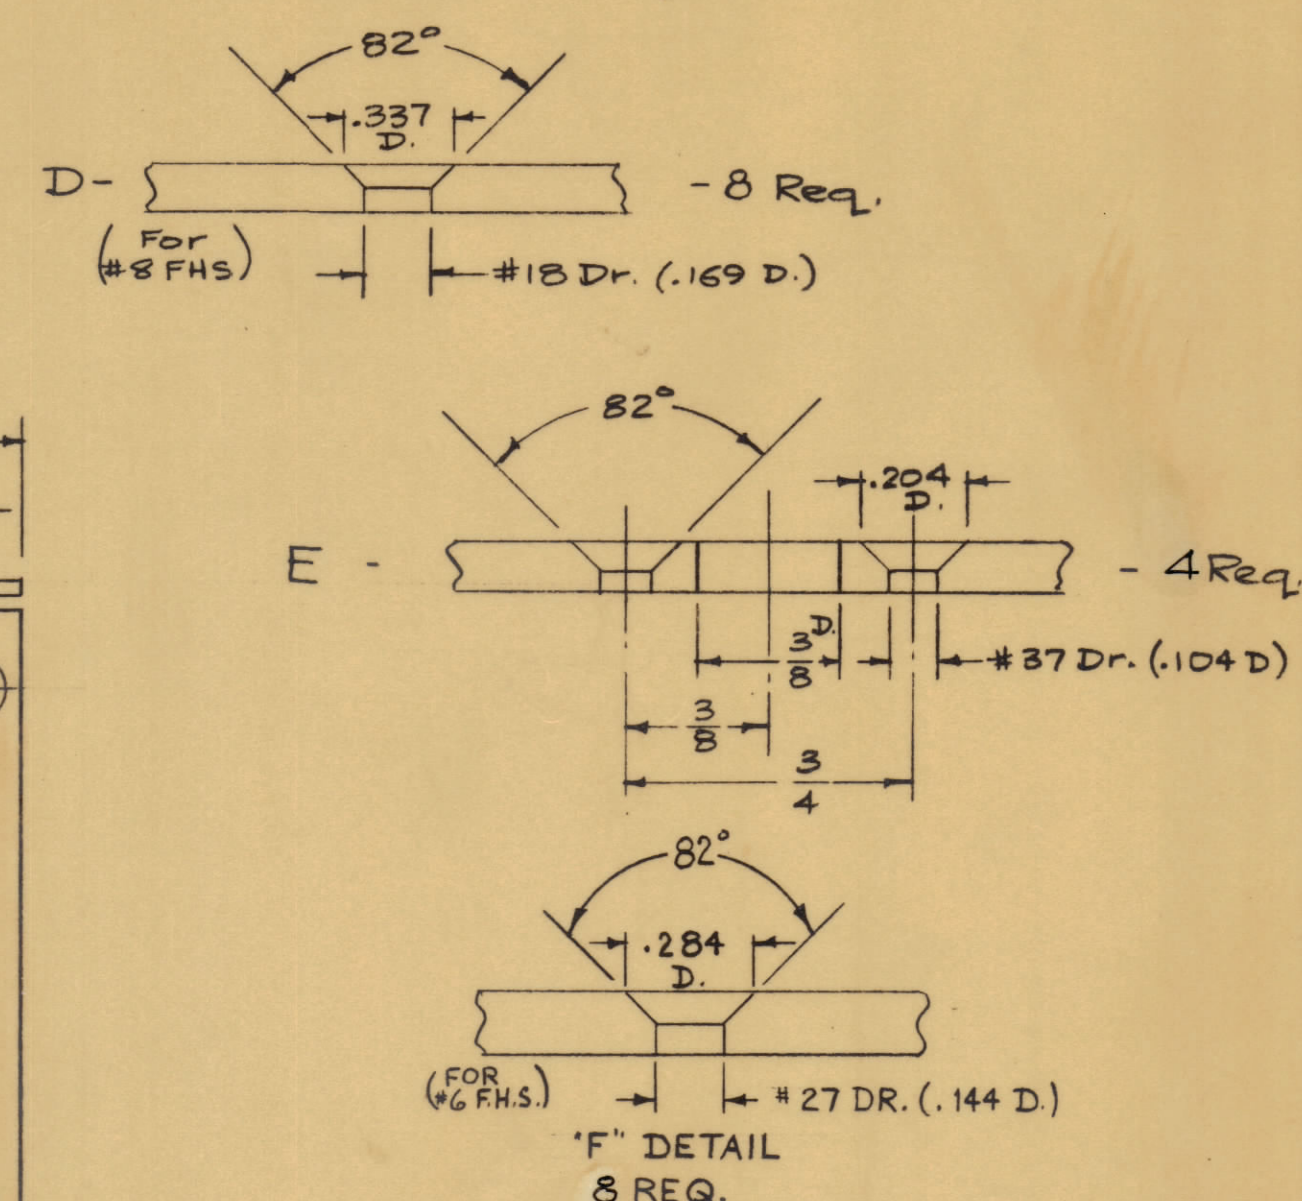 82°
.337
D.
D- - 8 Req.
(For
#8 FHS)
#18 Dr. (.169 D.)
82°
.204
D.
E - - 4 Req.
3/8 D.
#37 Dr. (.104 D)
3/8
3/4
82°
.284
D.
(FOR
#6 F.H.S.)
#27 DR. (.144 D.)
"F" DETAIL
8 REQ.